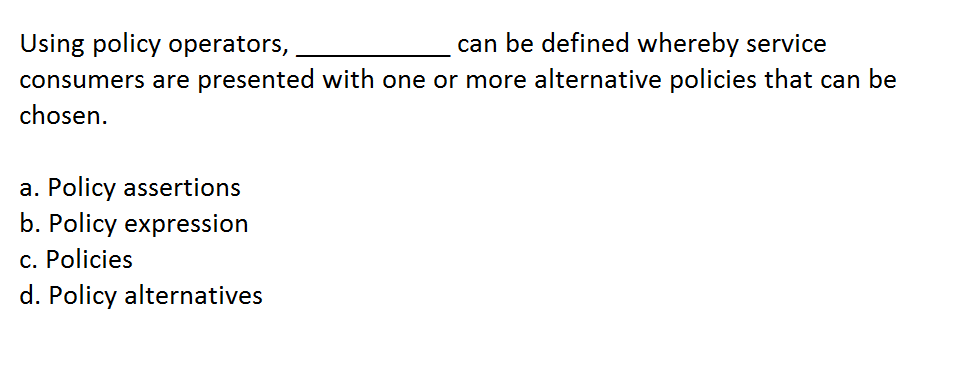 Using policy operators, ____________ can be defined whereby service
consumers are presented with one or more alternative policies that can be
chosen.
a. Policy assertions
b. Policy expression
c. Policies
d. Policy alternatives